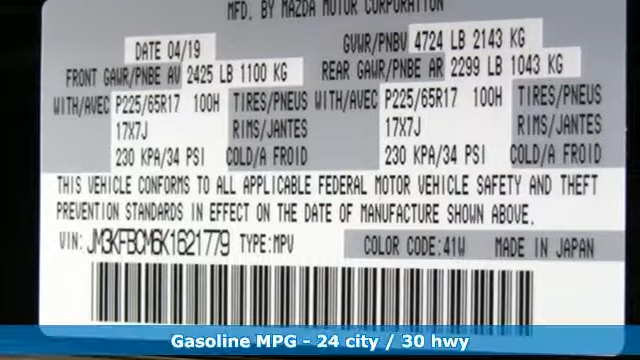 MFD. BY MAZDA MOTOR CORPORATION
DATE 04/19 GVWR/PNBV 4724 LB 2143 KG
FRONT GAWR/PNBE AV 2425 LB 1100 KG REAR GAWR/PNBE AR 2299 LB 1043 KG
WITH/AVEC P225/65R17 100H TIRES/PNEUS WITH/AVEC P225/65R17 100H TIRES/PNEUS
17X7J RIMS/JANTES 17X7J RIMS/JANTES
230 KPA/34 PSI COLD/A FROID 230 KPA/34 PSI COLD/A FROID
THIS VEHICLE CONFORMS TO ALL APPLICABLE FEDERAL MOTOR VEHICLE SAFETY AND THEFT
PREVENTION STANDARDS IN EFFECT ON THE DATE OF MANUFACTURE SHOWN ABOVE.
VIN: JM3KFBCM6K1621779 TYPE:MPV COLOR CODE:41W MADE IN JAPAN
Gasoline MPG - 24 city / 30 hwy